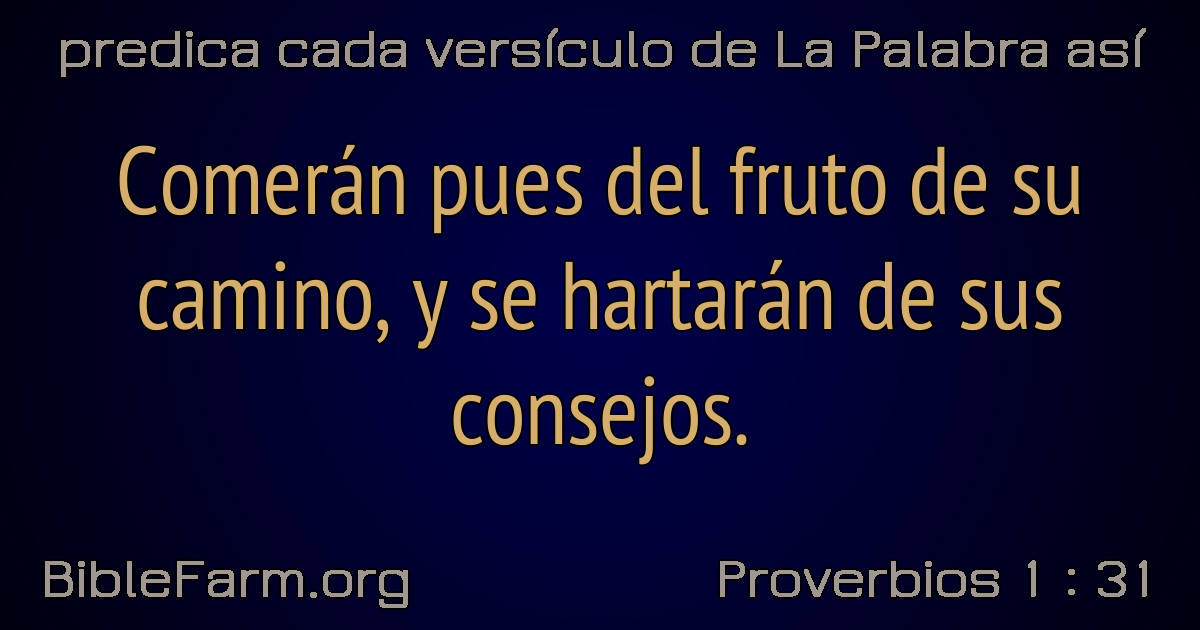 predica cada versículo de La Palabra así
Comerán pues del fruto de su
camino, y se hartarán de sus
consejos.
BibleFarm.org
Proverbios 1 : 31